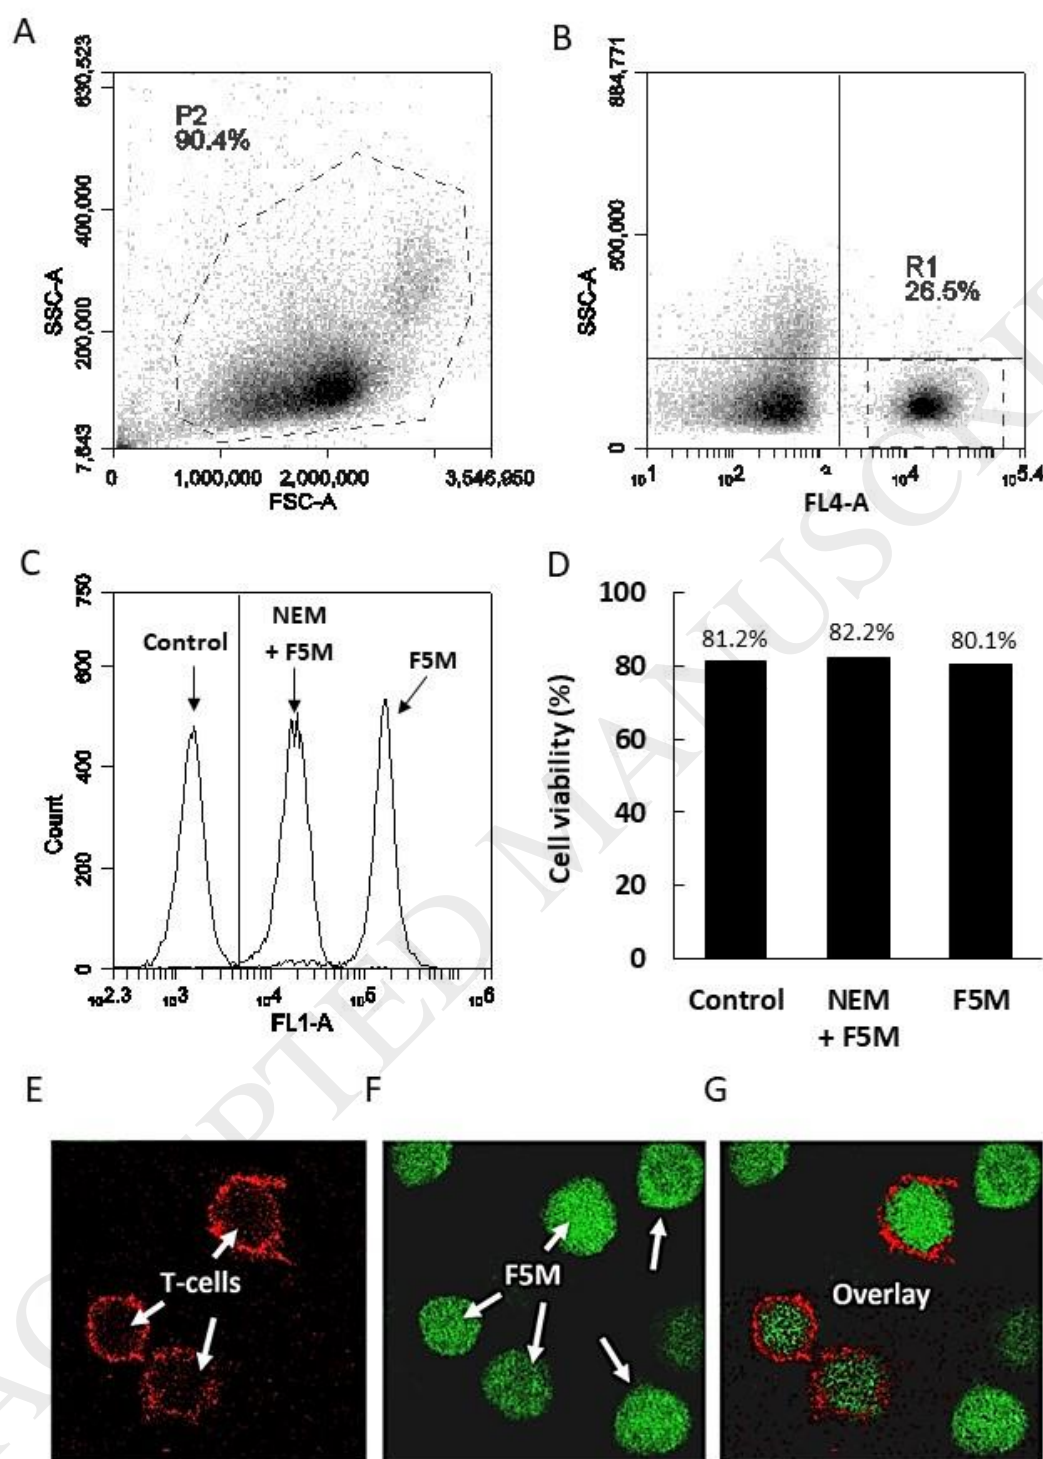 A
B
630,523
400,000
200,000
7,643
SSC-A
P2
90.4%
0
1,000,000
2,000,000
3,546,950
FSC-A
884,771
500,000
0
SSC-A
R1
26.5%
10^1
10^2
10^4
10^5.4
FL4-A
C
D
750
600
400
200
0
Count
Control
NEM
+ F5M
F5M
10^2.3
10^3
10^4
10^5
10^6
FL1-A
100
80
60
40
20
0
Cell viability (%)
81.2%
82.2%
80.1%
Control
NEM
+ F5M
F5M
E
F
G
T-cells
F5M
Overlay
ACCEPTED MANUSCRI